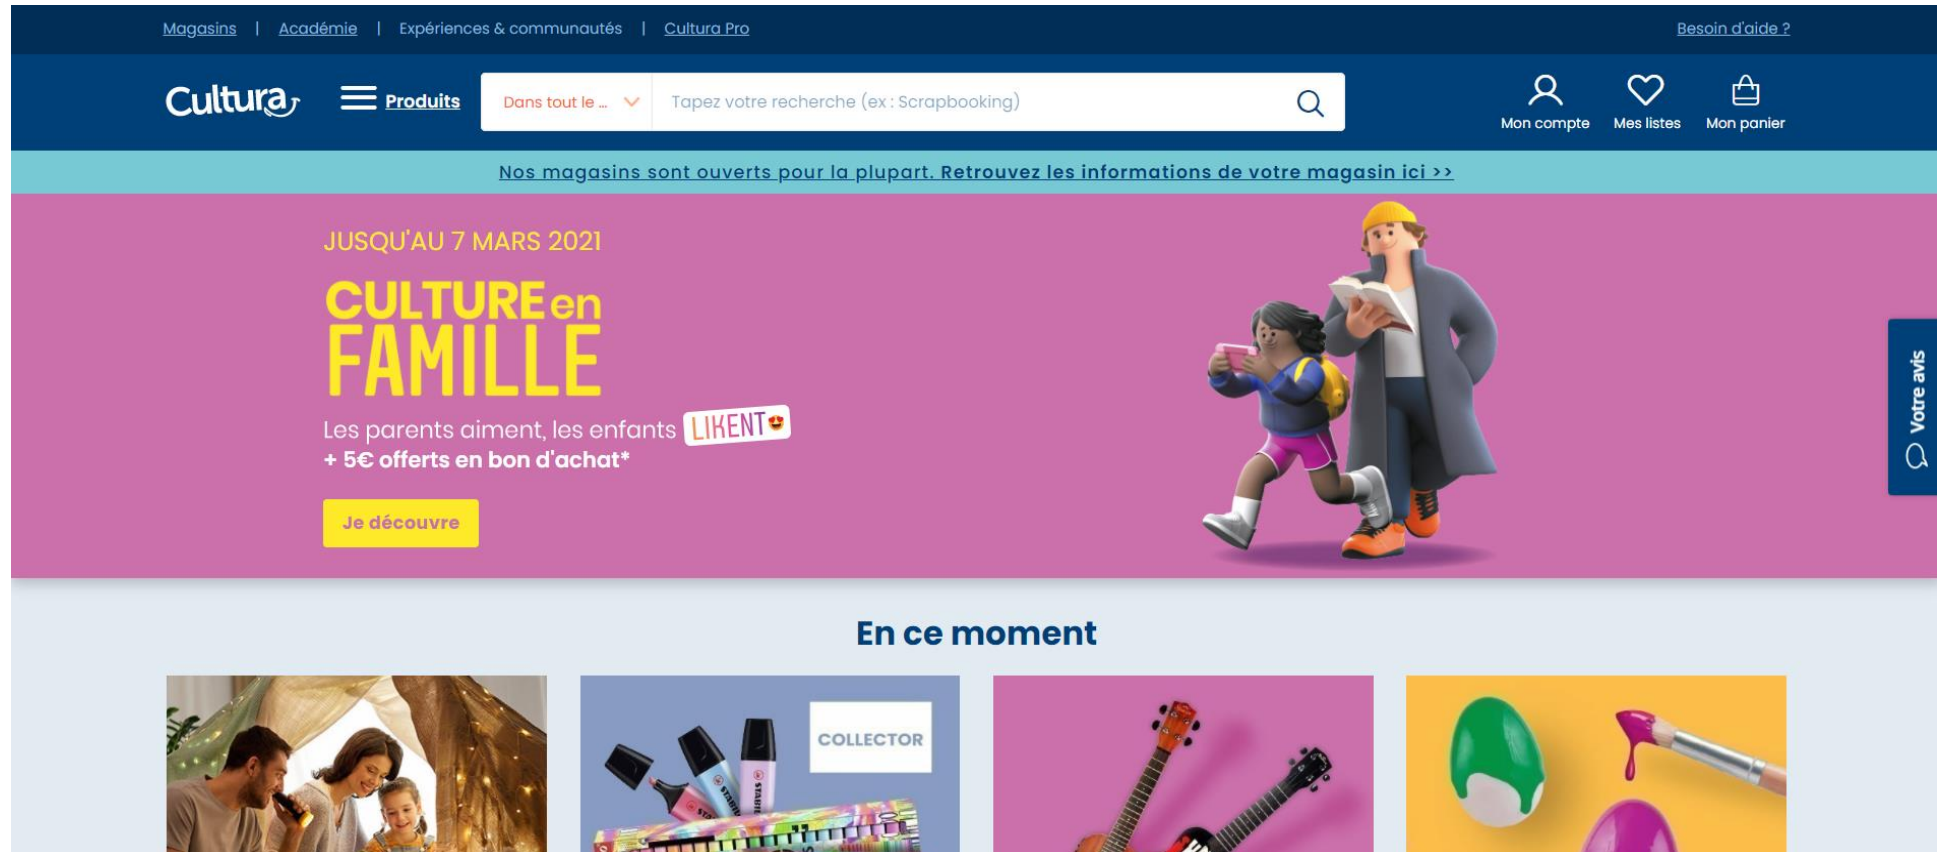 Magasins | Académie | Expériences & communautés | Cultura Pro
Besoin d'aide ?
Cultura
Produits
Dans tout le ...
Tapez votre recherche (ex : Scrapbooking)
Mon compte
Mes listes
Mon panier
Nos magasins sont ouverts pour la plupart. Retrouvez les informations de votre magasin ici >>
JUSQU'AU 7 MARS 2021
CULTURE en
FAMILLE
Les parents aiment, les enfants LIKENT
+ 5€ offerts en bon d'achat*
Je découvre
Votre avis
En ce moment
COLLECTOR